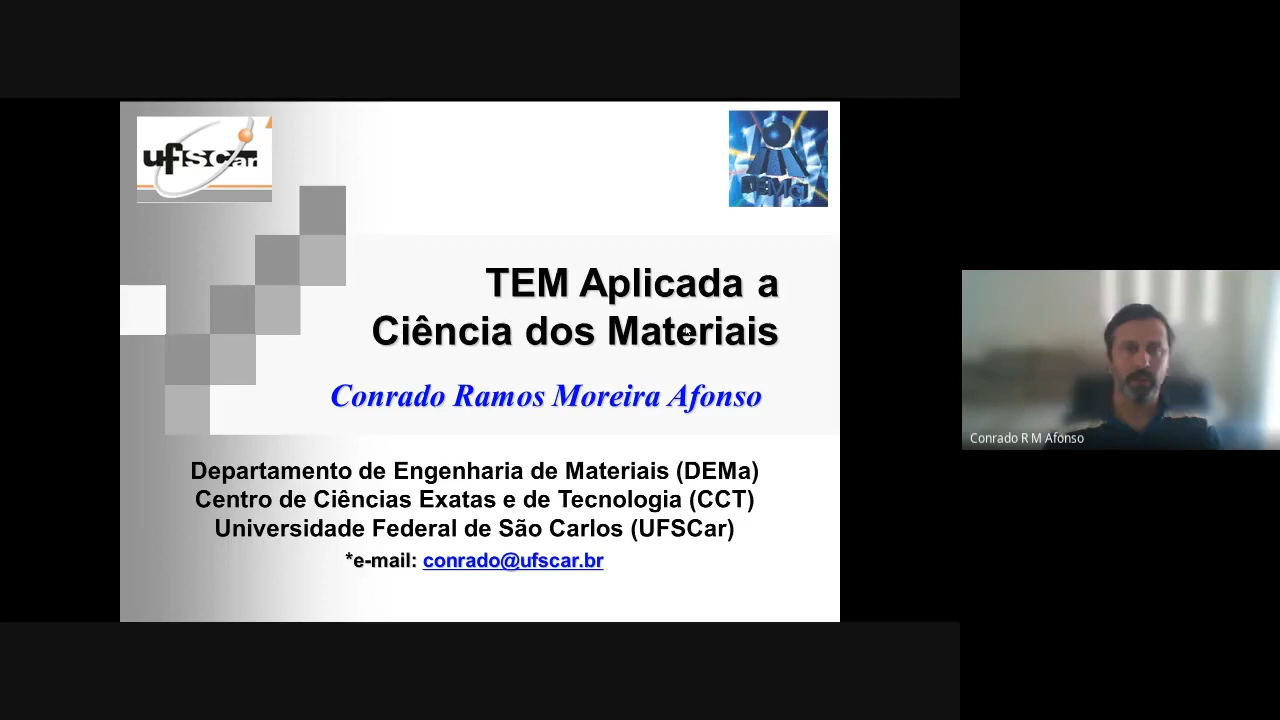 ufscar
DEMa
TEM Aplicada a
Ciência dos Materiais
Conrado Ramos Moreira Afonso
Departamento de Engenharia de Materiais (DEMa)
Centro de Ciências Exatas e de Tecnologia (CCT)
Universidade Federal de São Carlos (UFSCar)
*e-mail: conrado@ufscar.br
Conrado R M Afonso